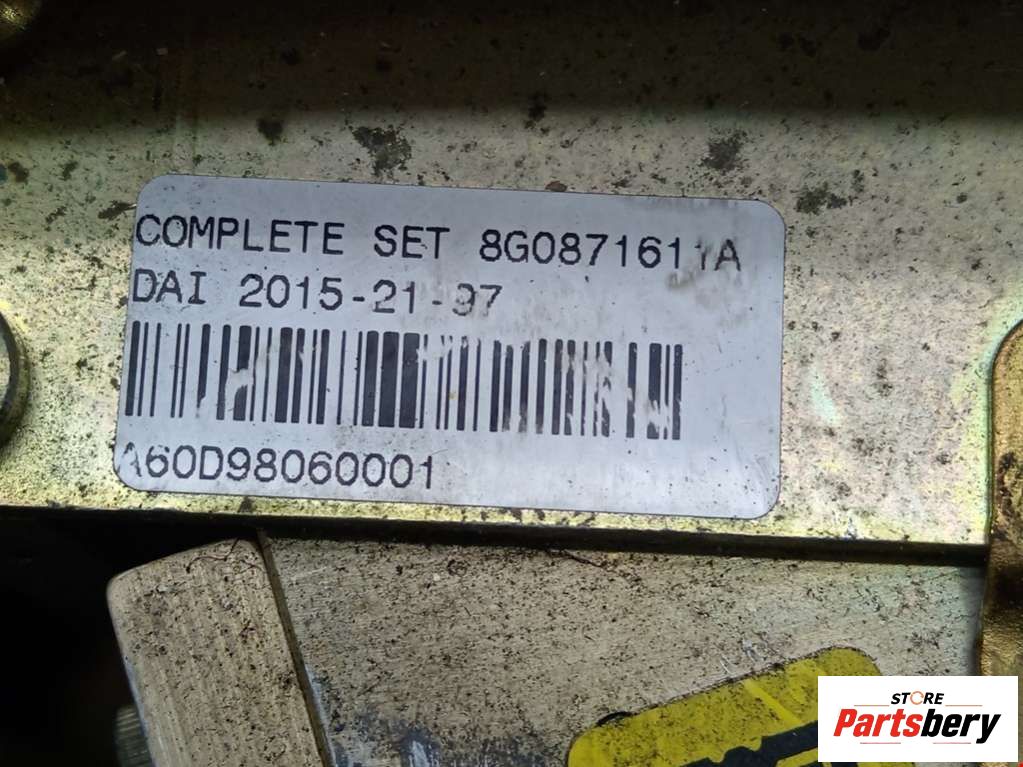 COMPLETE SET 8G0871611A
DAI 2015-21-97
A60D98060001
STORE
Partsbery